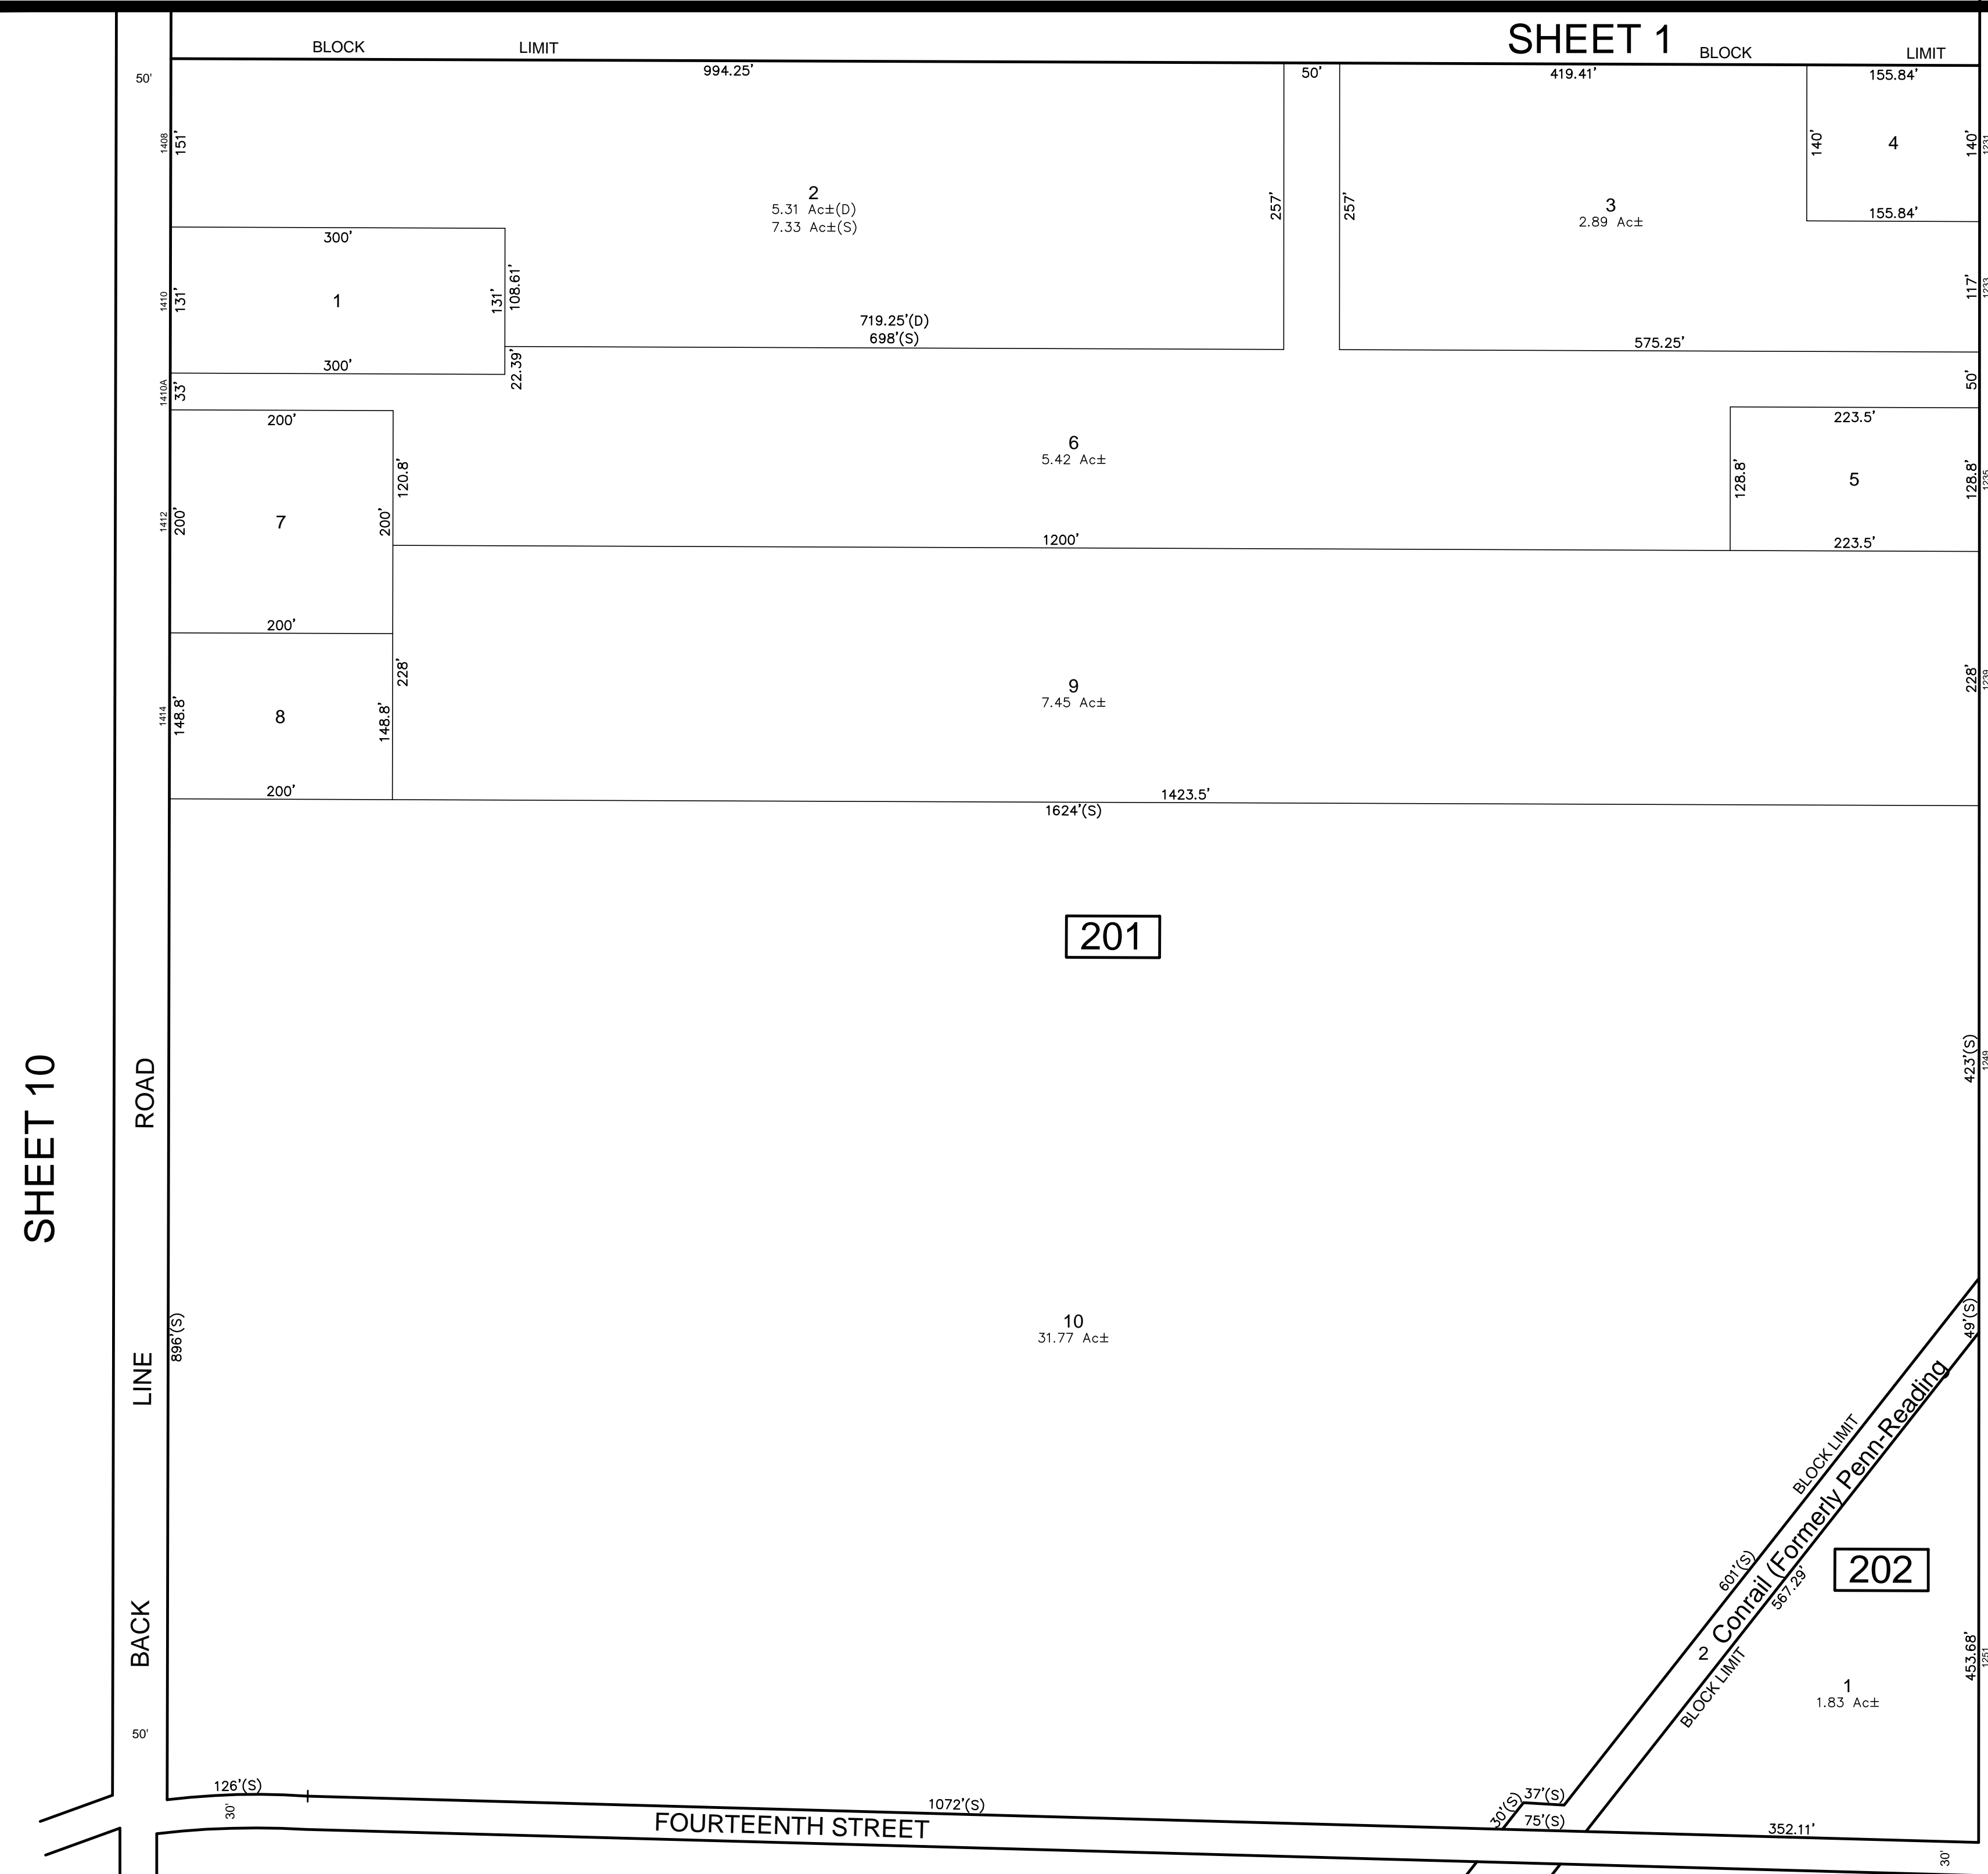 SHEET 1
BLOCK LIMIT
BLOCK LIMIT
50'
994.25'
50'
419.41'
155.84'
1408
151'
2
5.31 Ac±(D)
7.33 Ac±(S)
257'
257'
3
2.89 Ac±
140'
4
140'
1231
155.84'
300'
1410
131'
1
131'
108.61'
719.25'(D)
698'(S)
117'
1233
575.25'
300'
22.39'
1410A
33'
50'
200'
223.5'
6
5.42 Ac±
120.8'
128.8'
5
128.8'
1235
1412
200'
7
200'
1200'
223.5'
200'
228'
9
7.45 Ac±
228'
1239
1414
148.8'
8
148.8'
200'
1423.5'
1624'(S)
201
423'(S)
1249
SHEET 10
BACK LINE ROAD
896'(S)
10
31.77 Ac±
49'(S)
BLOCK LIMIT
601'(S)
2 Conrail (Formerly Penn-Reading
567.29'
BLOCK LIMIT
202
453.68'
1251
1
1.83 Ac±
50'
126'(S)
30'
1072'(S)
FOURTEENTH STREET
30'(S)
37'(S)
75'(S)
352.11'
30'